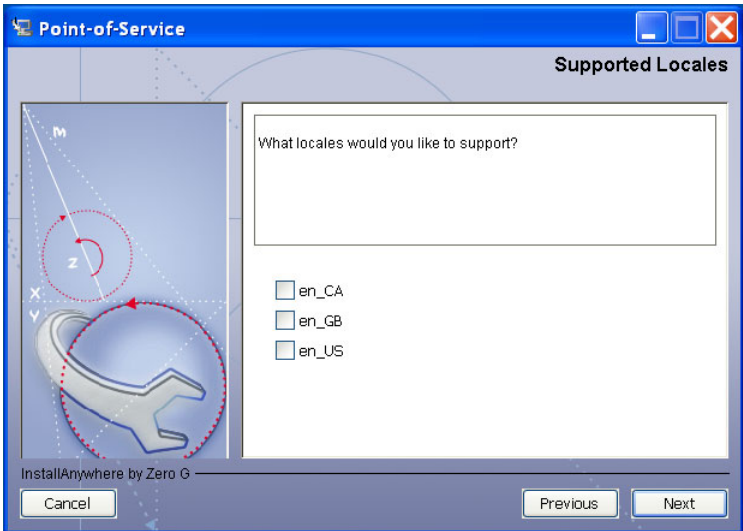 Point-of-Service
Supported Locales
What locales would you like to support?
M
Z
X
Y
en_CA
en_GB
en_US
InstallAnywhere by Zero G
Cancel
Previous
Next